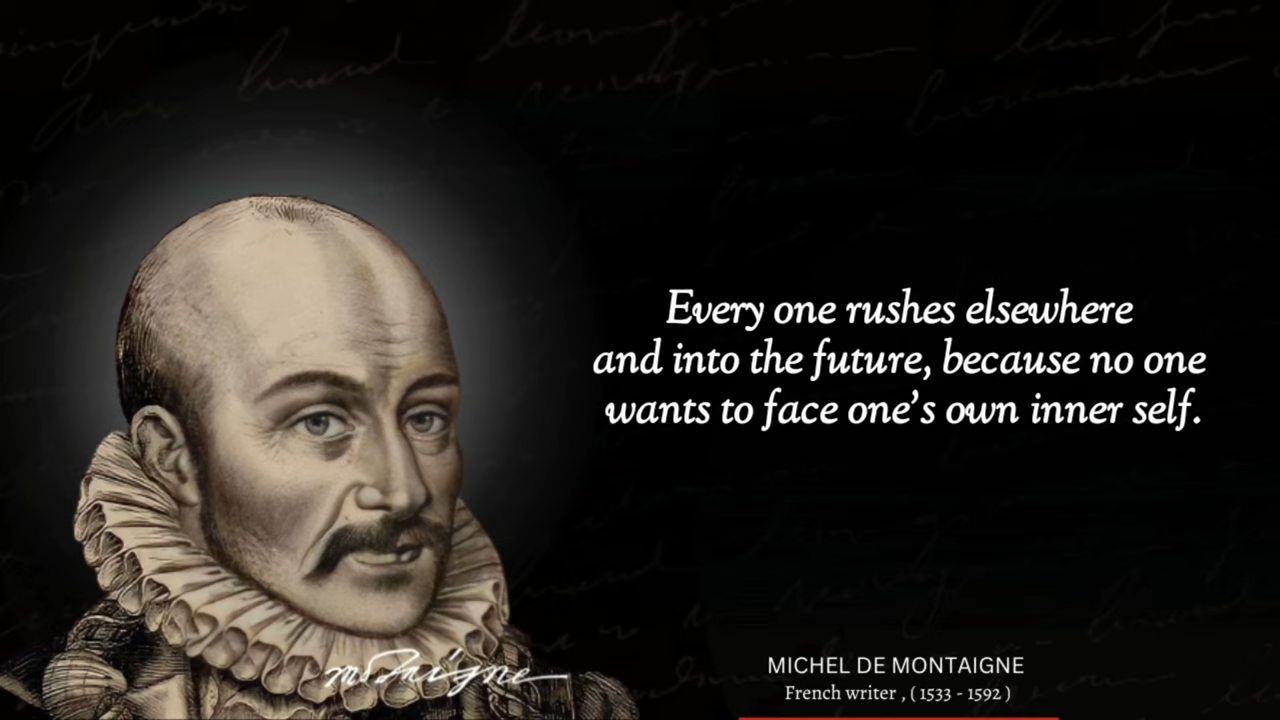 Every one rushes elsewhere
and into the future, because no one
wants to face one's own inner self.
MICHEL DE MONTAIGNE
French writer , ( 1533 - 1592 )